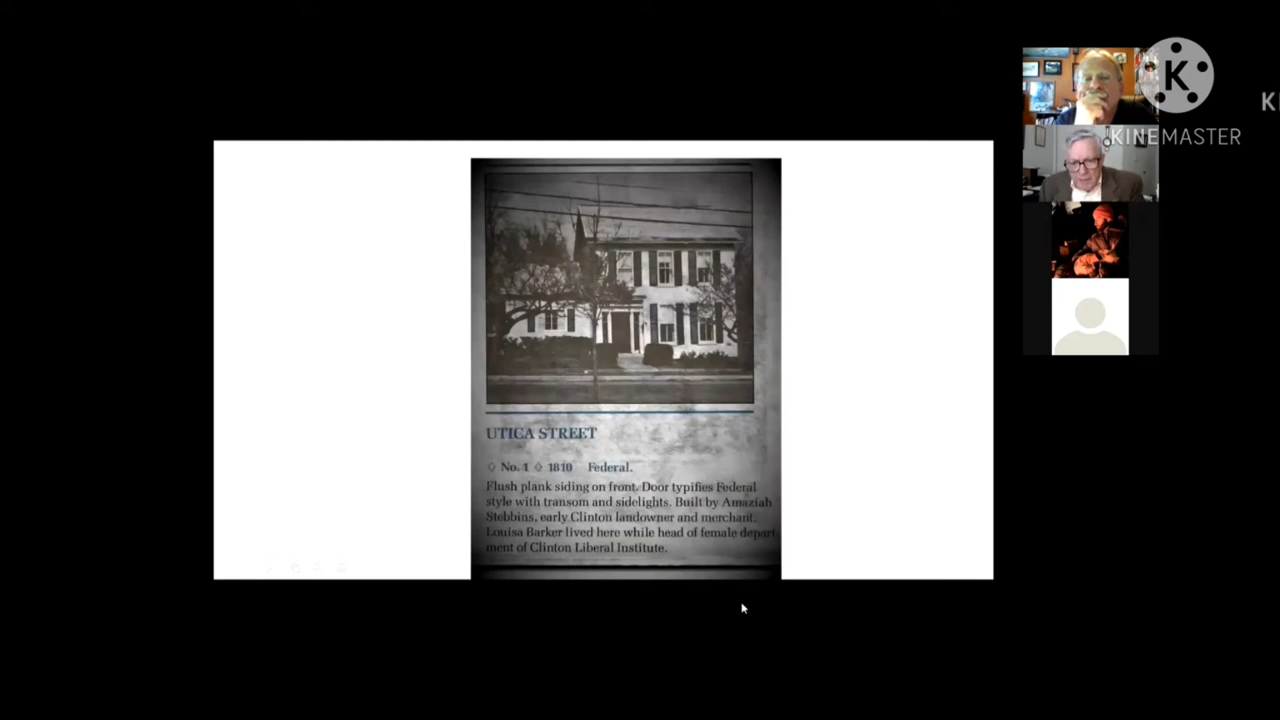 UTICA STREET
◇ No. 1 ◇ 1810 Federal.
Flush plank siding on front. Door typifies Federal
style with transom and sidelights. Built by Amaziah
Stebbins, early Clinton landowner and merchant.
Louisa Barker lived here while head of female depart
ment of Clinton Liberal Institute.
K
KINEMASTER
K